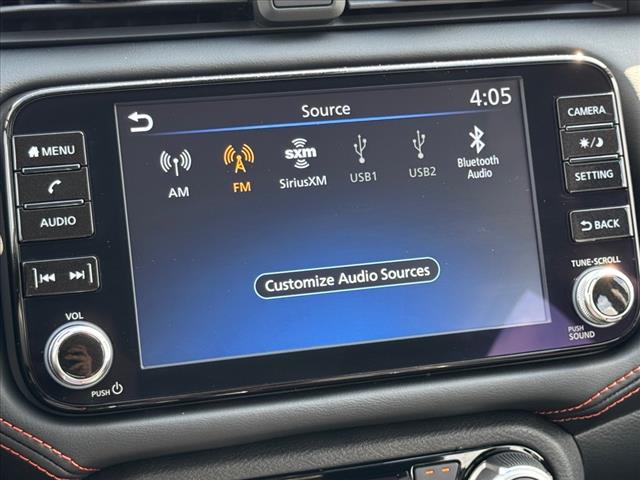 Source
4:05
AM
FM
sxm
SiriusXM
USB1
USB2
Bluetooth
Audio
Customize Audio Sources
MENU
AUDIO
VOL
PUSH
CAMERA
SETTING
BACK
TUNE·SCROLL
PUSH
SOUND